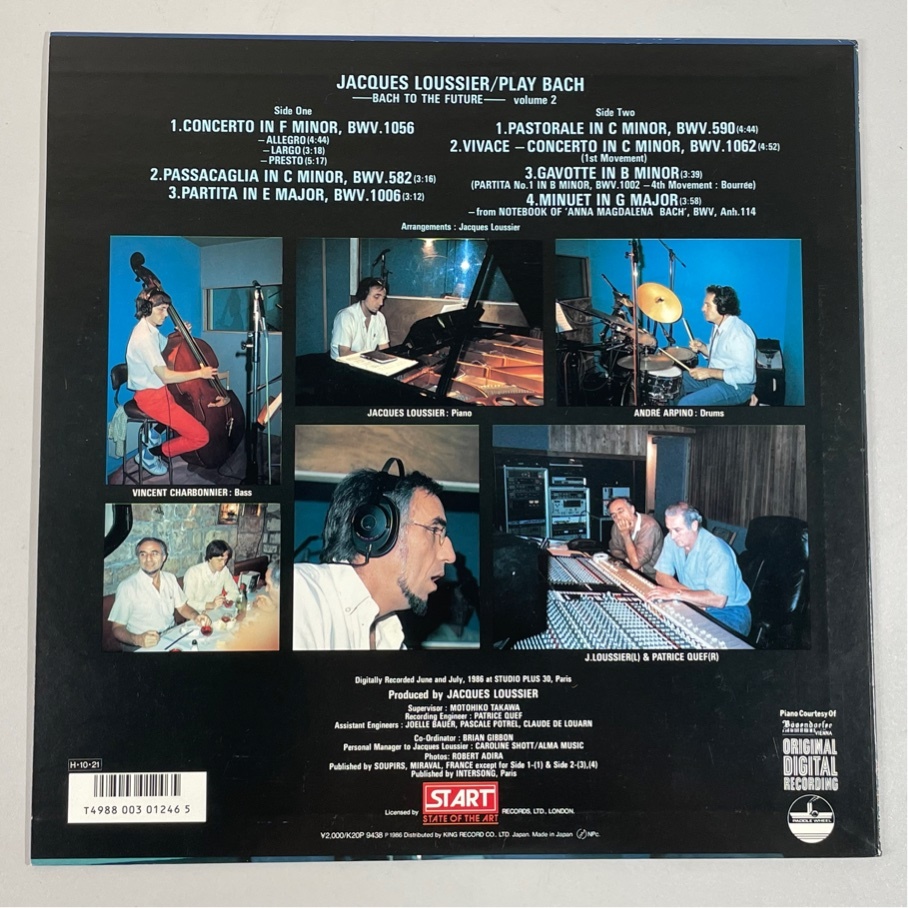 JACQUES LOUSSIER/PLAY BACH
—BACH TO THE FUTURE— volume 2
Side One
1.CONCERTO IN F MINOR, BWV.1056
–ALLEGRO(4:44)
–LARGO(3:18)
–PRESTO(5:17)
2.PASSACAGLIA IN C MINOR, BWV.582(3:16)
3.PARTITA IN E MAJOR, BWV.1006(3:12)
Side Two
1.PASTORALE IN C MINOR, BWV.590(4:44)
2.VIVACE – CONCERTO IN C MINOR, BWV.1062(4:52)
(1st Movement)
3.GAVOTTE IN B MINOR(3:39)
(PARTITA No.1 IN B MINOR, BWV.1002 – 4th Movement : Bourrée)
4.MINUET IN G MAJOR(3:58)
–from NOTEBOOK OF 'ANNA MAGDALENA BACH', BWV, Anh.114
Arrangements : Jacques Loussier
JACQUES LOUSSIER : Piano
ANDRÉ ARPINO : Drums
VINCENT CHARBONNIER : Bass
J.LOUSSIER(L) & PATRICE QUEF(R)
Digitally Recorded June and July, 1986 at STUDIO PLUS 30, Paris
Produced by JACQUES LOUSSIER
Supervisor : MOTOHIKO TAKAWA
Recording Engineer : PATRICE QUEF
Assistant Engineers : JOELLE BAUER, PASCALE POTREL, CLAUDE DE LOUARN
Co-Ordinator : BRIAN GIBBON
Personal Manager to Jacques Loussier : CAROLINE SHOTT/ALMA MUSIC
Photos: ROBERT ADIRA
Published by SOUPIRS, MIRAVAL, FRANCE except for Side 1-(1) & Side 2-(3),(4)
Published by INTERSONG, Paris
Licensed by START STATE OF THE ART RECORDS, LTD., LONDON.
¥2,000/K20P 9438 ℗1986 Distributed by KING RECORD CO., LTD. Japan. Made in Japan NPc.
H·10·21
T4988 003 01246 5
Piano Courtesy Of
Bösendorfer
VIENNA
ORIGINAL
DIGITAL
RECORDING
PADDLE WHEEL